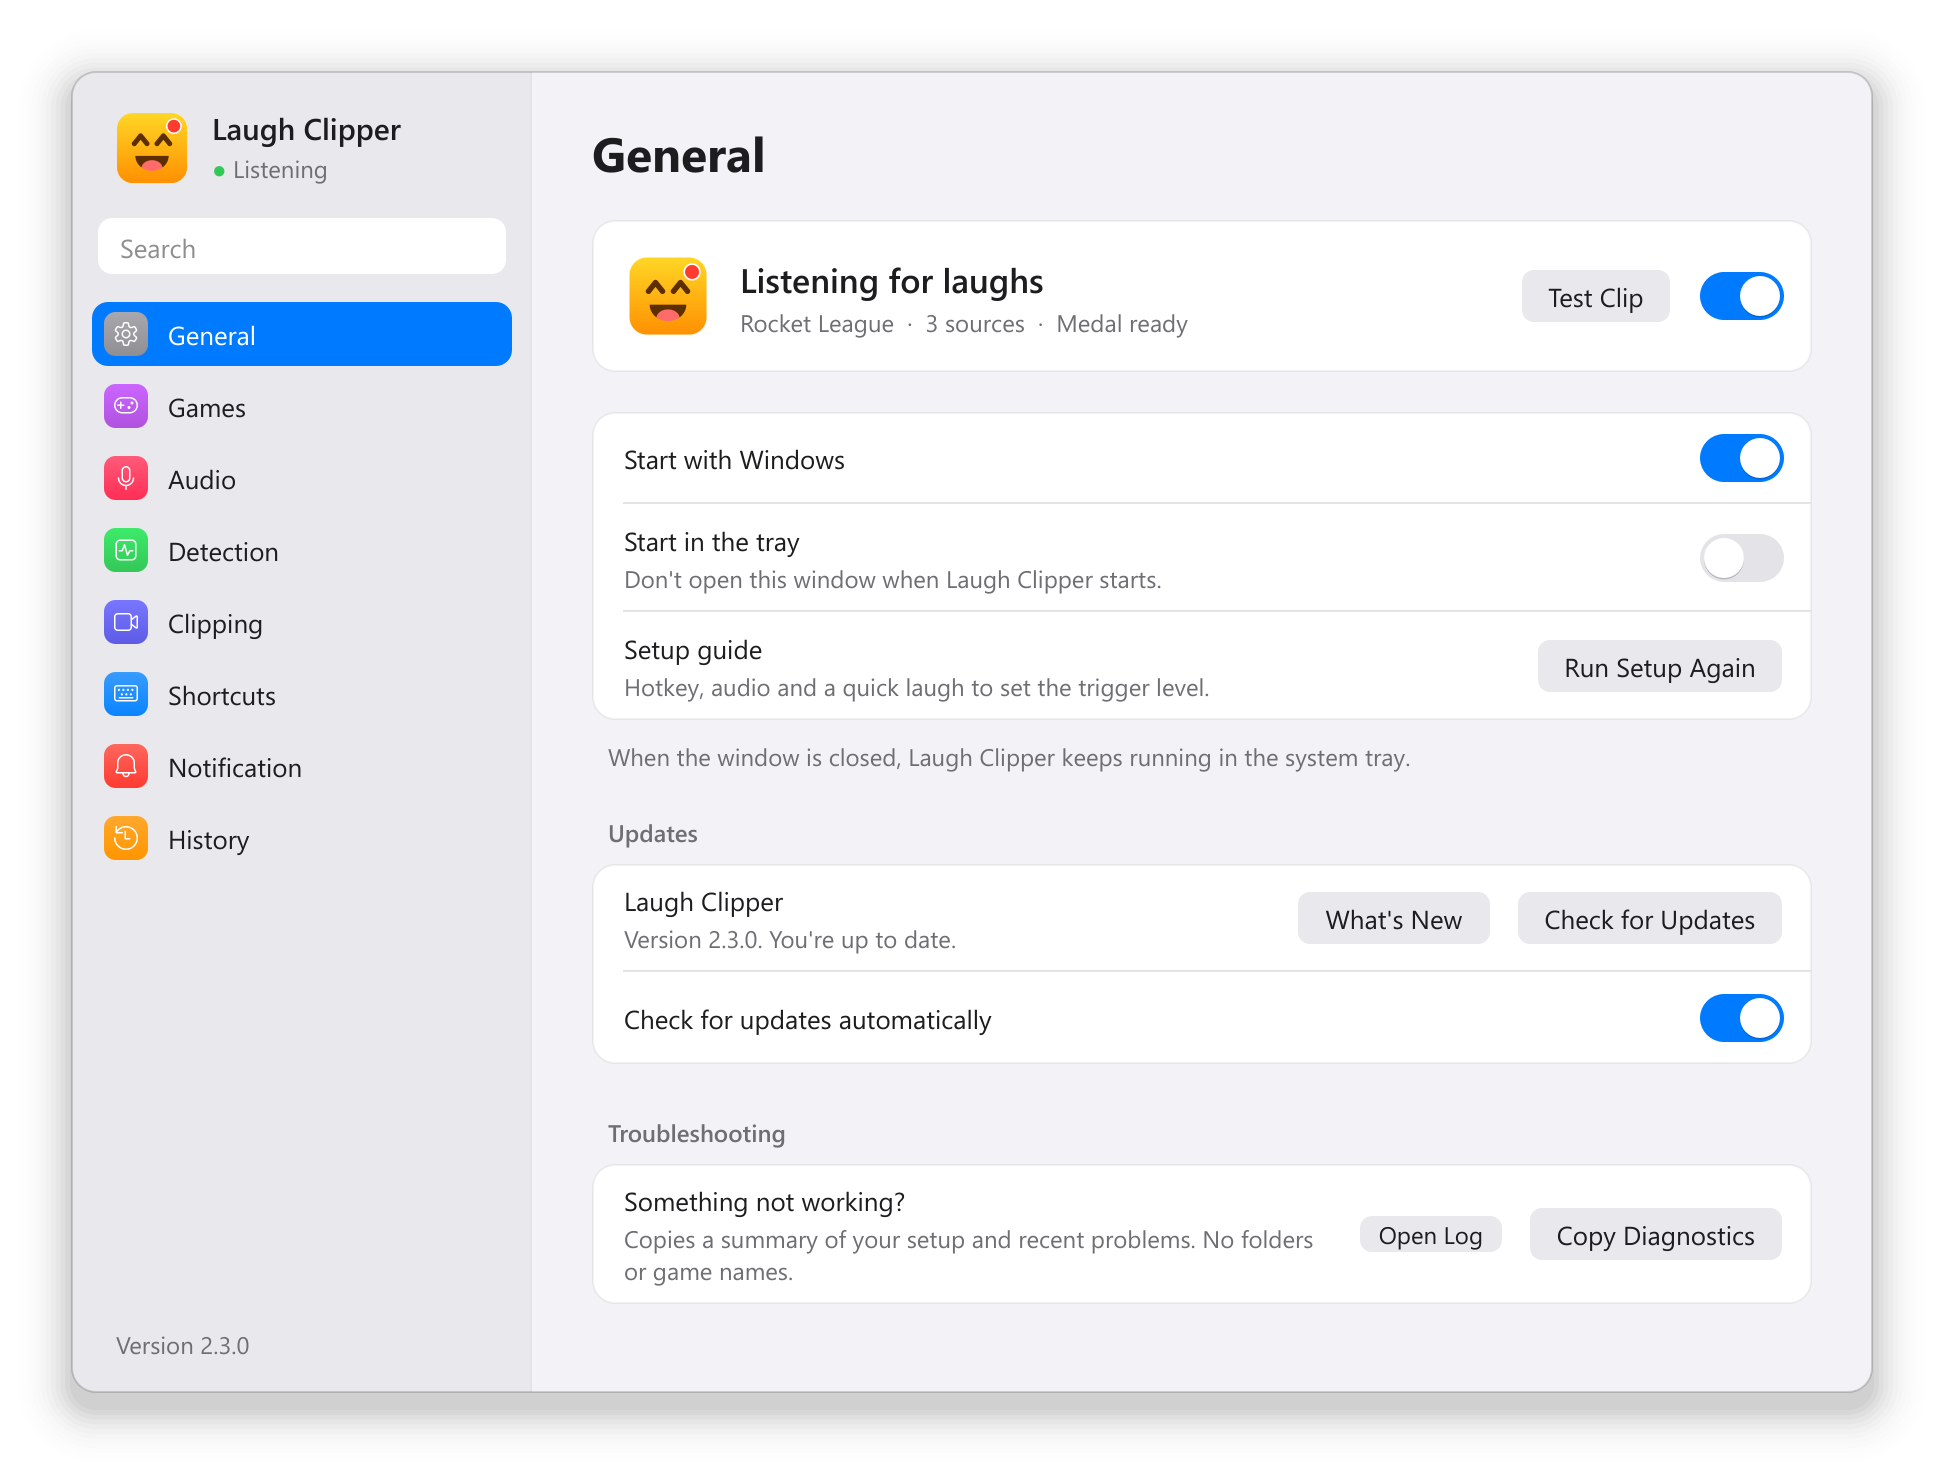 Laugh Clipper
Listening
Search
General
Games
Audio
Detection
Clipping
Shortcuts
Notification
History
Version 2.3.0
General
Listening for laughs
Rocket League · 3 sources · Medal ready
Test Clip
Start with Windows
Start in the tray
Don't open this window when Laugh Clipper starts.
Setup guide
Hotkey, audio and a quick laugh to set the trigger level.
Run Setup Again
When the window is closed, Laugh Clipper keeps running in the system tray.
Updates
Laugh Clipper
Version 2.3.0. You're up to date.
What's New
Check for Updates
Check for updates automatically
Troubleshooting
Something not working?
Copies a summary of your setup and recent problems. No folders
or game names.
Open Log
Copy Diagnostics